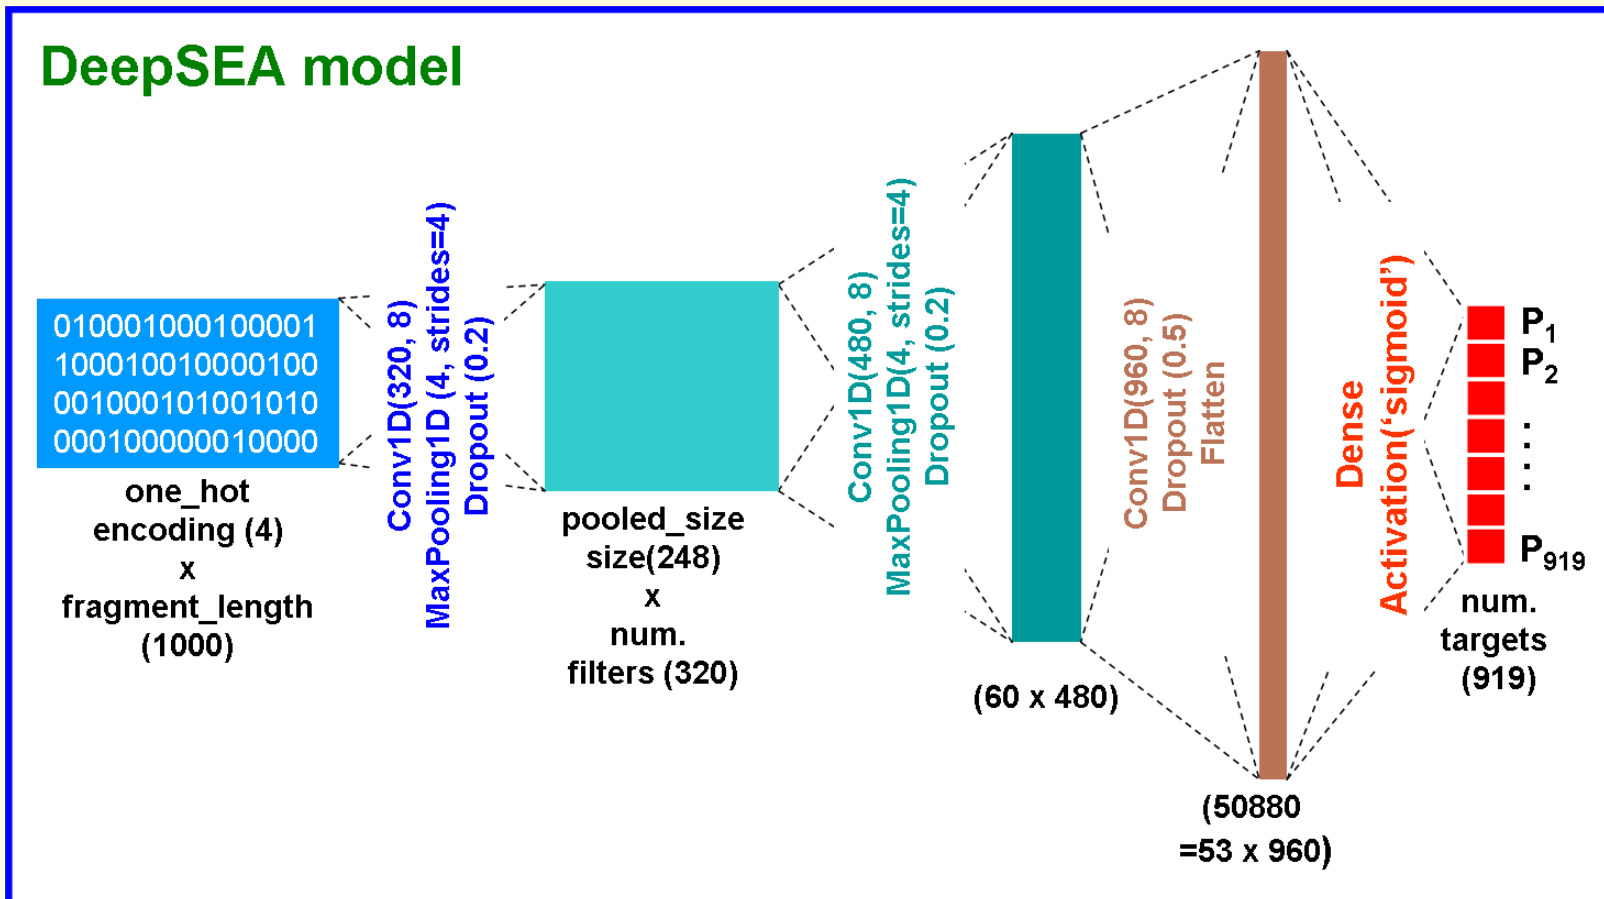 DeepSEA model
010001000100001
100010010000100
001000101001010
000100000010000
one_hot
encoding (4)
x
fragment_length
(1000)
Conv1D(320, 8)
MaxPooling1D (4, strides=4)
Dropout (0.2)
pooled_size
size(248)
x
num.
filters (320)
Conv1D(480, 8)
MaxPooling1D(4, strides=4)
Dropout (0.2)
(60 x 480)
Conv1D(960, 8)
Dropout (0.5)
Flatten
(50880
=53 x 960)
Dense
Activation(‘sigmoid’)
P1
P2
:
:
P919
num.
targets
(919)